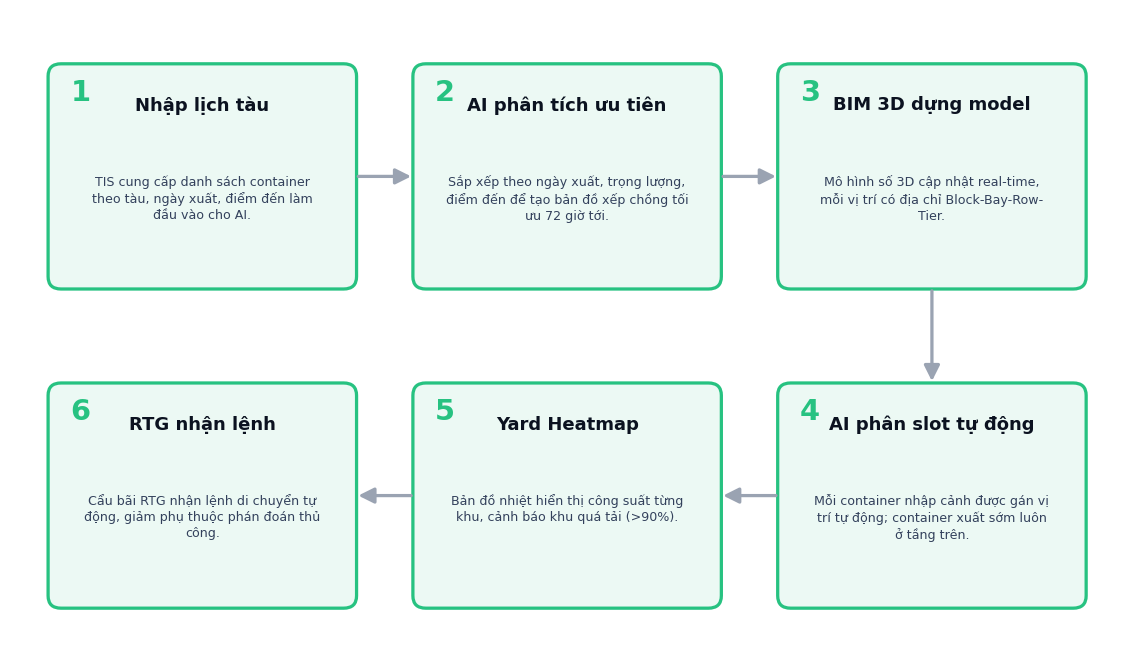 1
Nhập lịch tàu
TIS cung cấp danh sách container
theo tàu, ngày xuất, điểm đến làm
đầu vào cho AI.
2
AI phân tích ưu tiên
Sắp xếp theo ngày xuất, trọng lượng,
điểm đến để tạo bản đồ xếp chồng tối
ưu 72 giờ tới.
3
BIM 3D dựng model
Mô hình số 3D cập nhật real-time,
mỗi vị trí có địa chỉ Block-Bay-Row-
Tier.
4
AI phân slot tự động
Mỗi container nhập cảnh được gán vị
trí tự động; container xuất sớm luôn
ở tầng trên.
5
Yard Heatmap
Bản đồ nhiệt hiển thị công suất từng
khu, cảnh báo khu quá tải (>90%).
6
RTG nhận lệnh
Cẩu bãi RTG nhận lệnh di chuyển tự
động, giảm phụ thuộc phán đoán thủ
công.